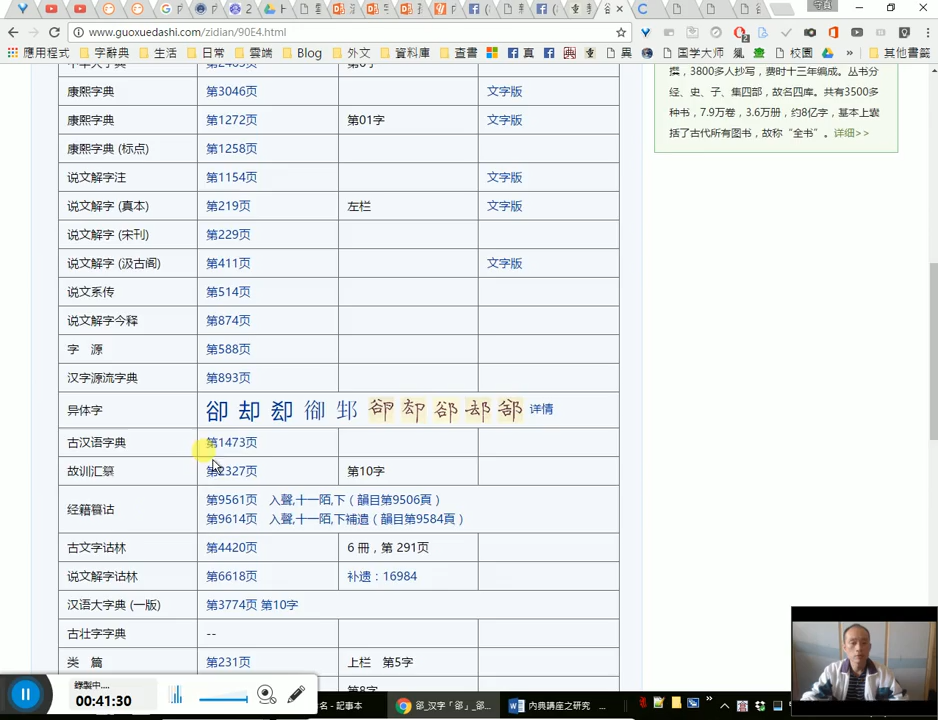 www.guoxuedashi.com/zidian/90E4.html
應用程式 字辭典 生活 日常 雲端 Blog 外文 資料庫 查書 真 典 異 国学大师 校園 » 其他書籤
康熙字典 第3046页 文字版
康熙字典 第1272页 第01字 文字版
康熙字典 (标点) 第1258页
说文解字注 第1154页 文字版
说文解字 (真本) 第219页 左栏 文字版
说文解字 (宋刊) 第229页
说文解字 (汲古阁) 第411页 文字版
说文系传 第514页
说文解字今释 第874页
字 源 第588页
汉字源流字典 第893页
异体字 卻 却 详情
古汉语字典 第1473页
故训汇纂 第2327页 第10字
经籍籑诂 第9561页 入聲,十一陌,下（韻目第9506頁）
第9614页 入聲,十一陌,下補遺（韻目第9584頁）
古文字诂林 第4420页 6 冊，第 291页
说文解字诂林 第6618页 补遗：16984
汉语大字典 (一版) 第3774页 第10字
古壮字字典 --
类 篇 第231页 上栏 第5字
撰，3800多人抄写，费时十三年编成。丛书分
经、史、子、集四部，故名四库。共有3500多
种书，7.9万卷，3.6万册，约8亿字，基本上囊
括了古代所有图书，故称“全书”。 详细>>
錄製中...
00:41:30
名 - 記事本
郤_汉字「郤」_郤...
內典講座之研究 ...